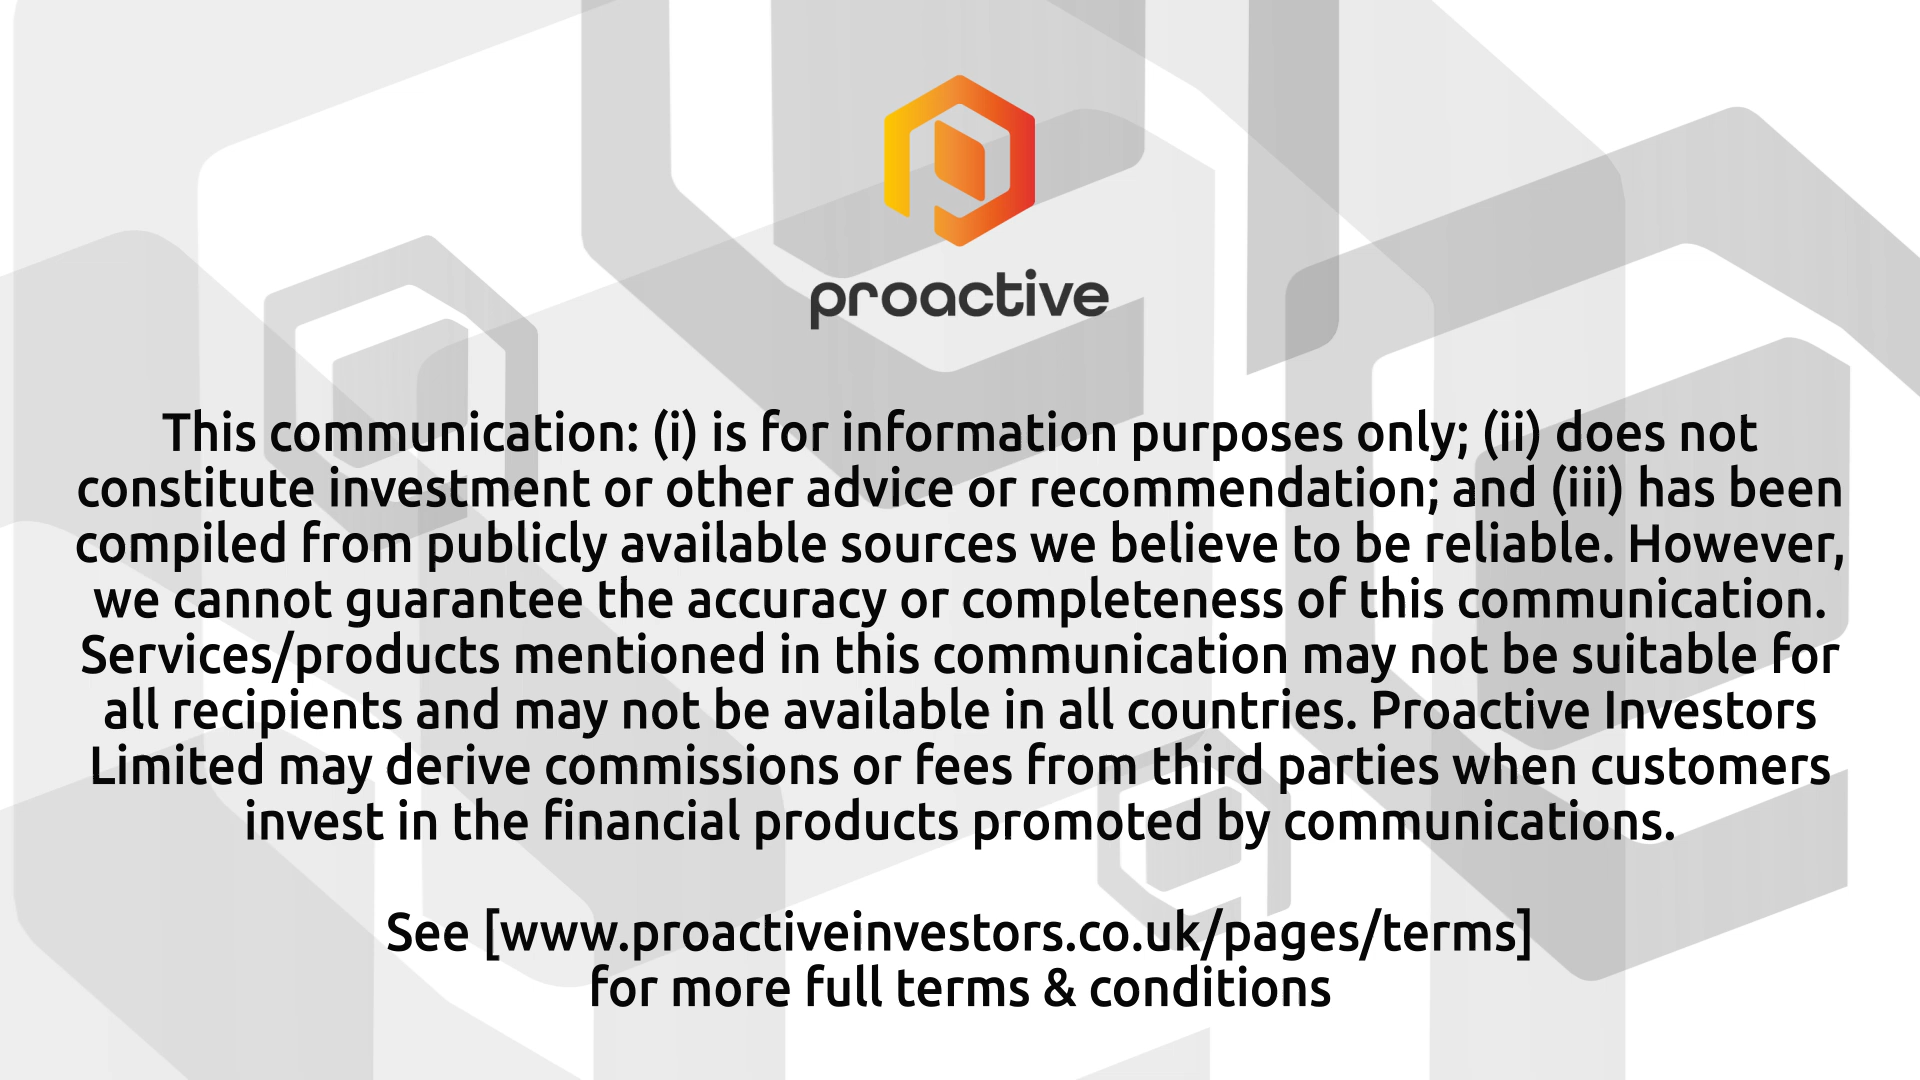 proactive
This communication: (i) is for information purposes only; (ii) does not
constitute investment or other advice or recommendation; and (iii) has been
compiled from publicly available sources we believe to be reliable. However,
we cannot guarantee the accuracy or completeness of this communication.
Services/products mentioned in this communication may not be suitable for
all recipients and may not be available in all countries. Proactive Investors
Limited may derive commissions or fees from third parties when customers
invest in the financial products promoted by communications.
See [www.proactiveinvestors.co.uk/pages/terms]
for more full terms & conditions